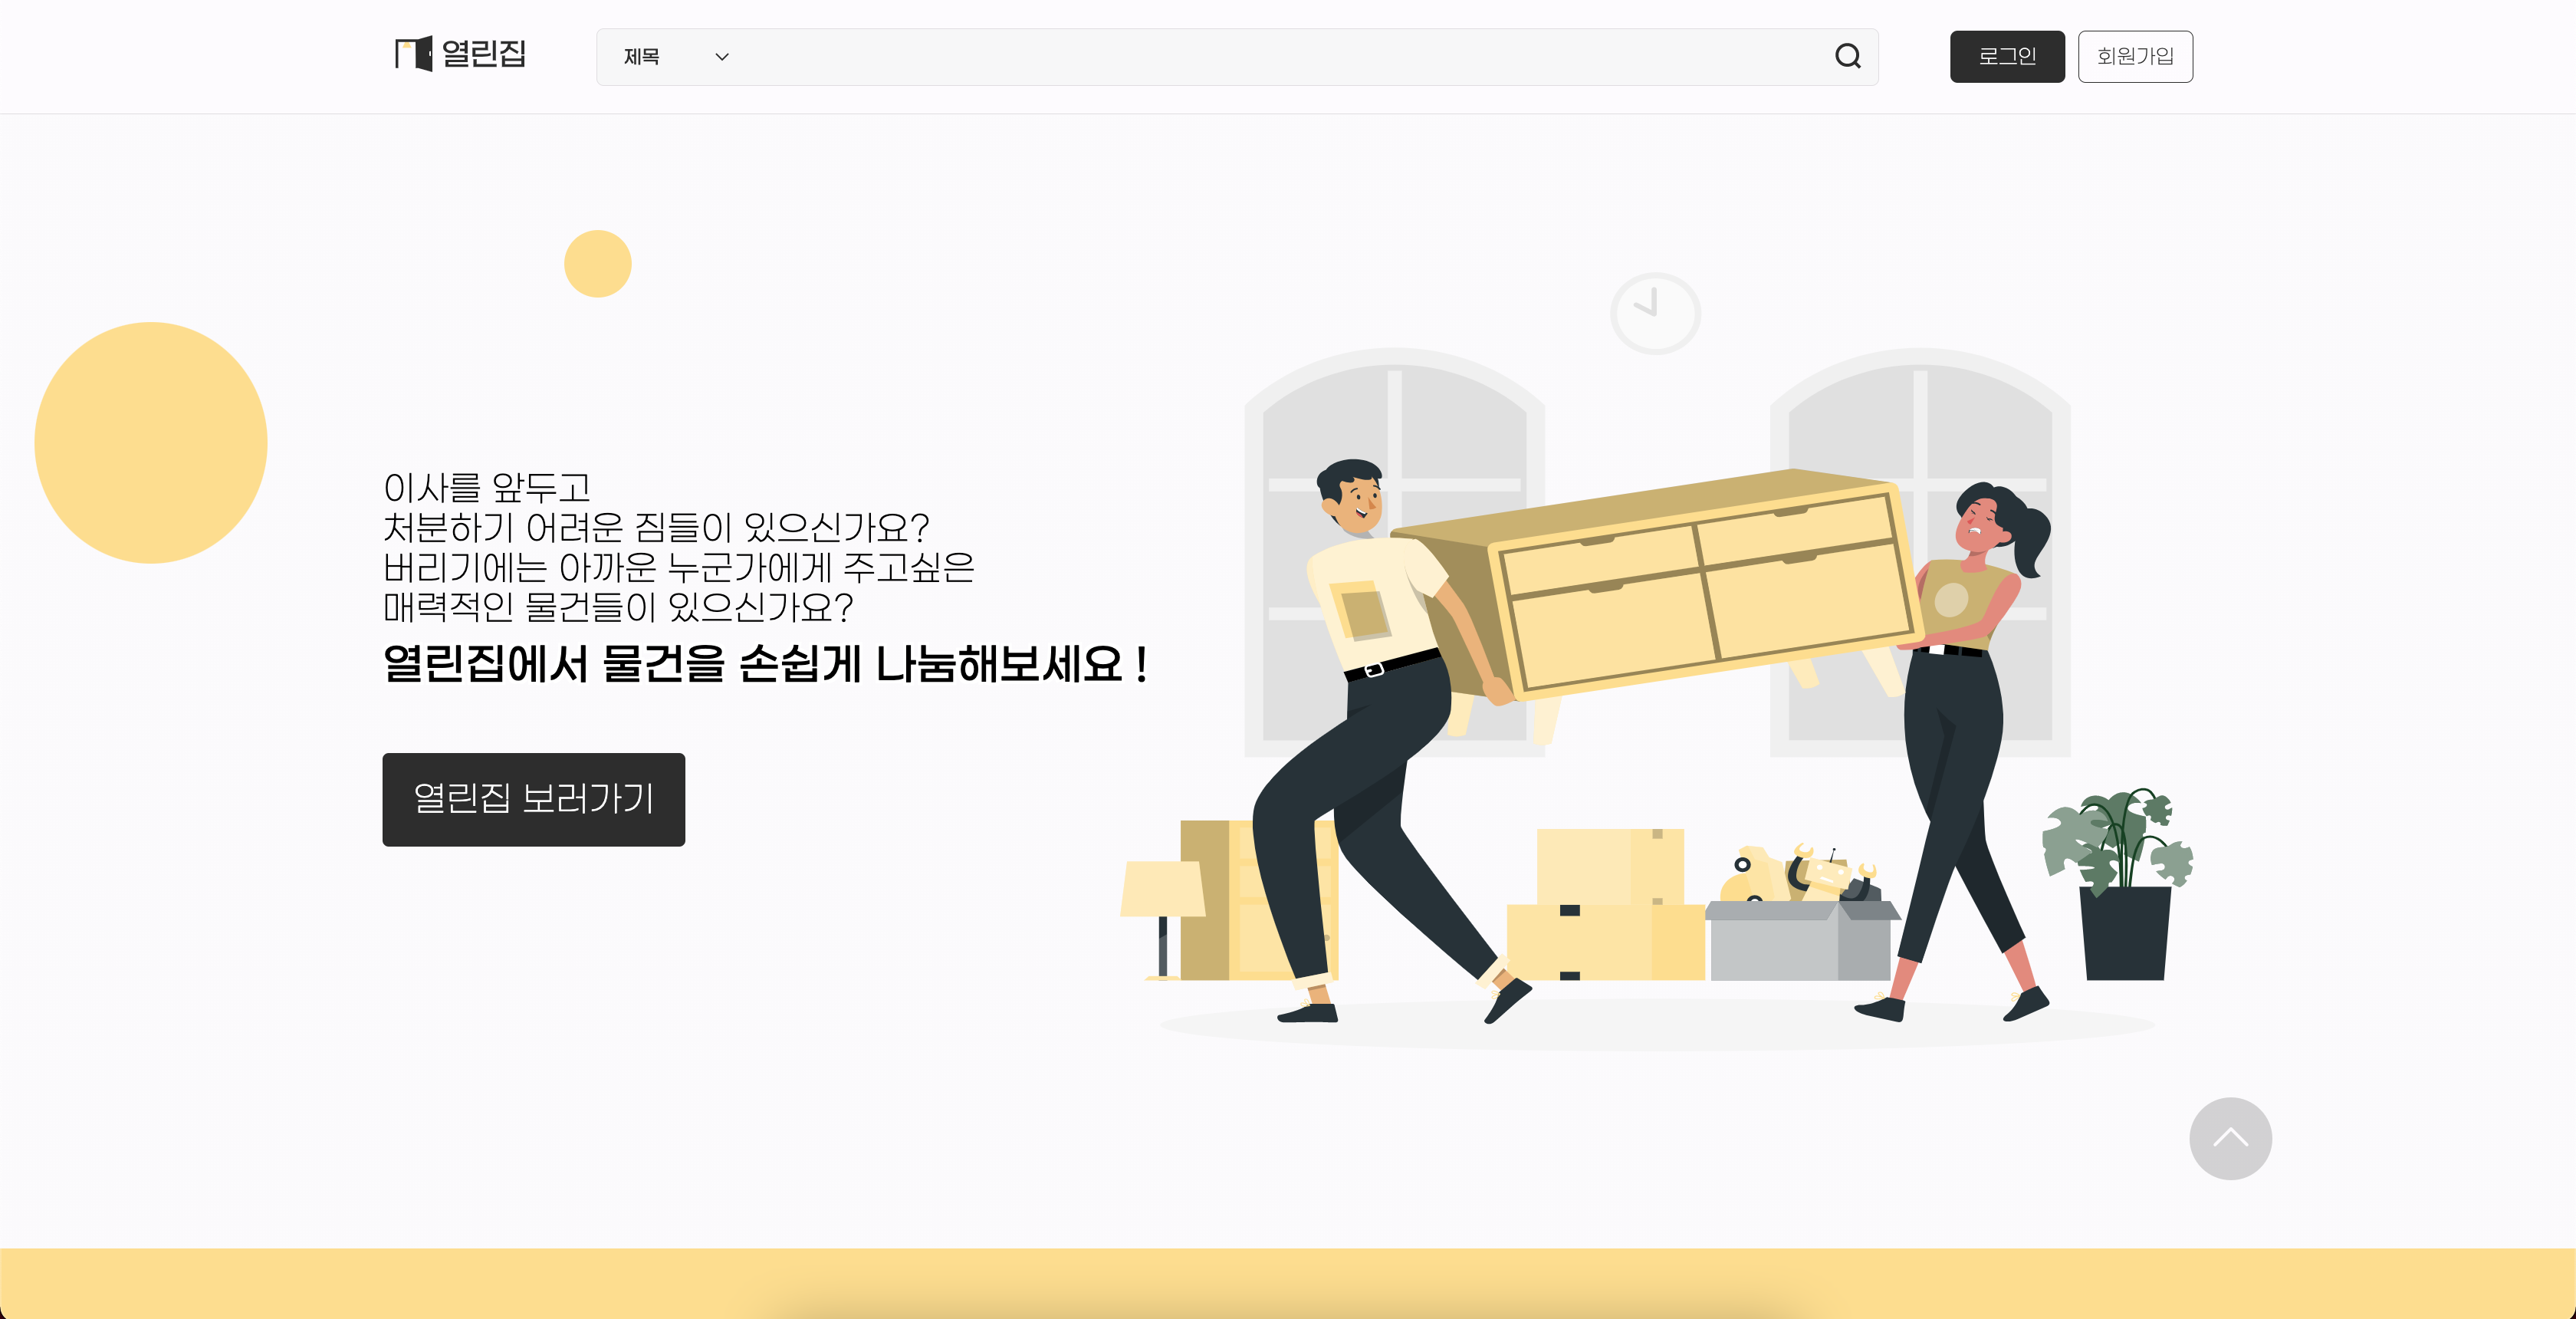 열린집
제목
로그인
회원가입
이사를 앞두고
처분하기 어려운 짐들이 있으신가요?
버리기에는 아까운 누군가에게 주고싶은
매력적인 물건들이 있으신가요?
열린집에서 물건을 손쉽게 나눔해보세요 !
열린집 보러가기